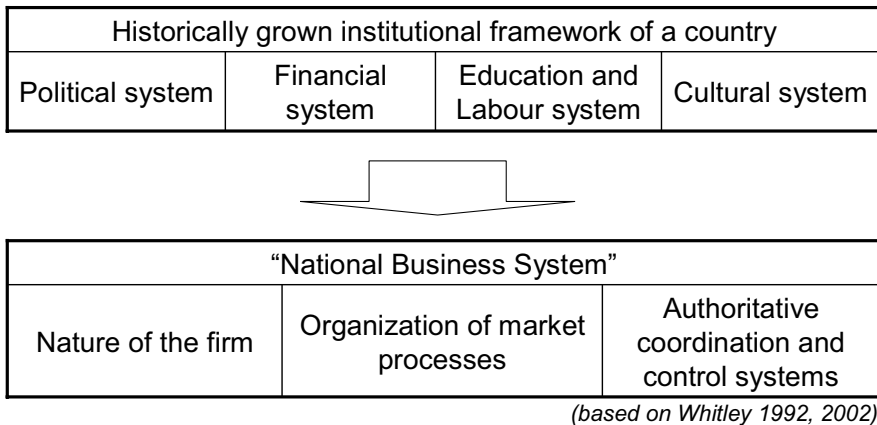 Historically grown institutional framework of a country
Political system
Financial
system
Education and
Labour system
Cultural system
“National Business System”
Nature of the firm
Organization of market
processes
Authoritative
coordination and
control systems
(based on Whitley 1992, 2002)